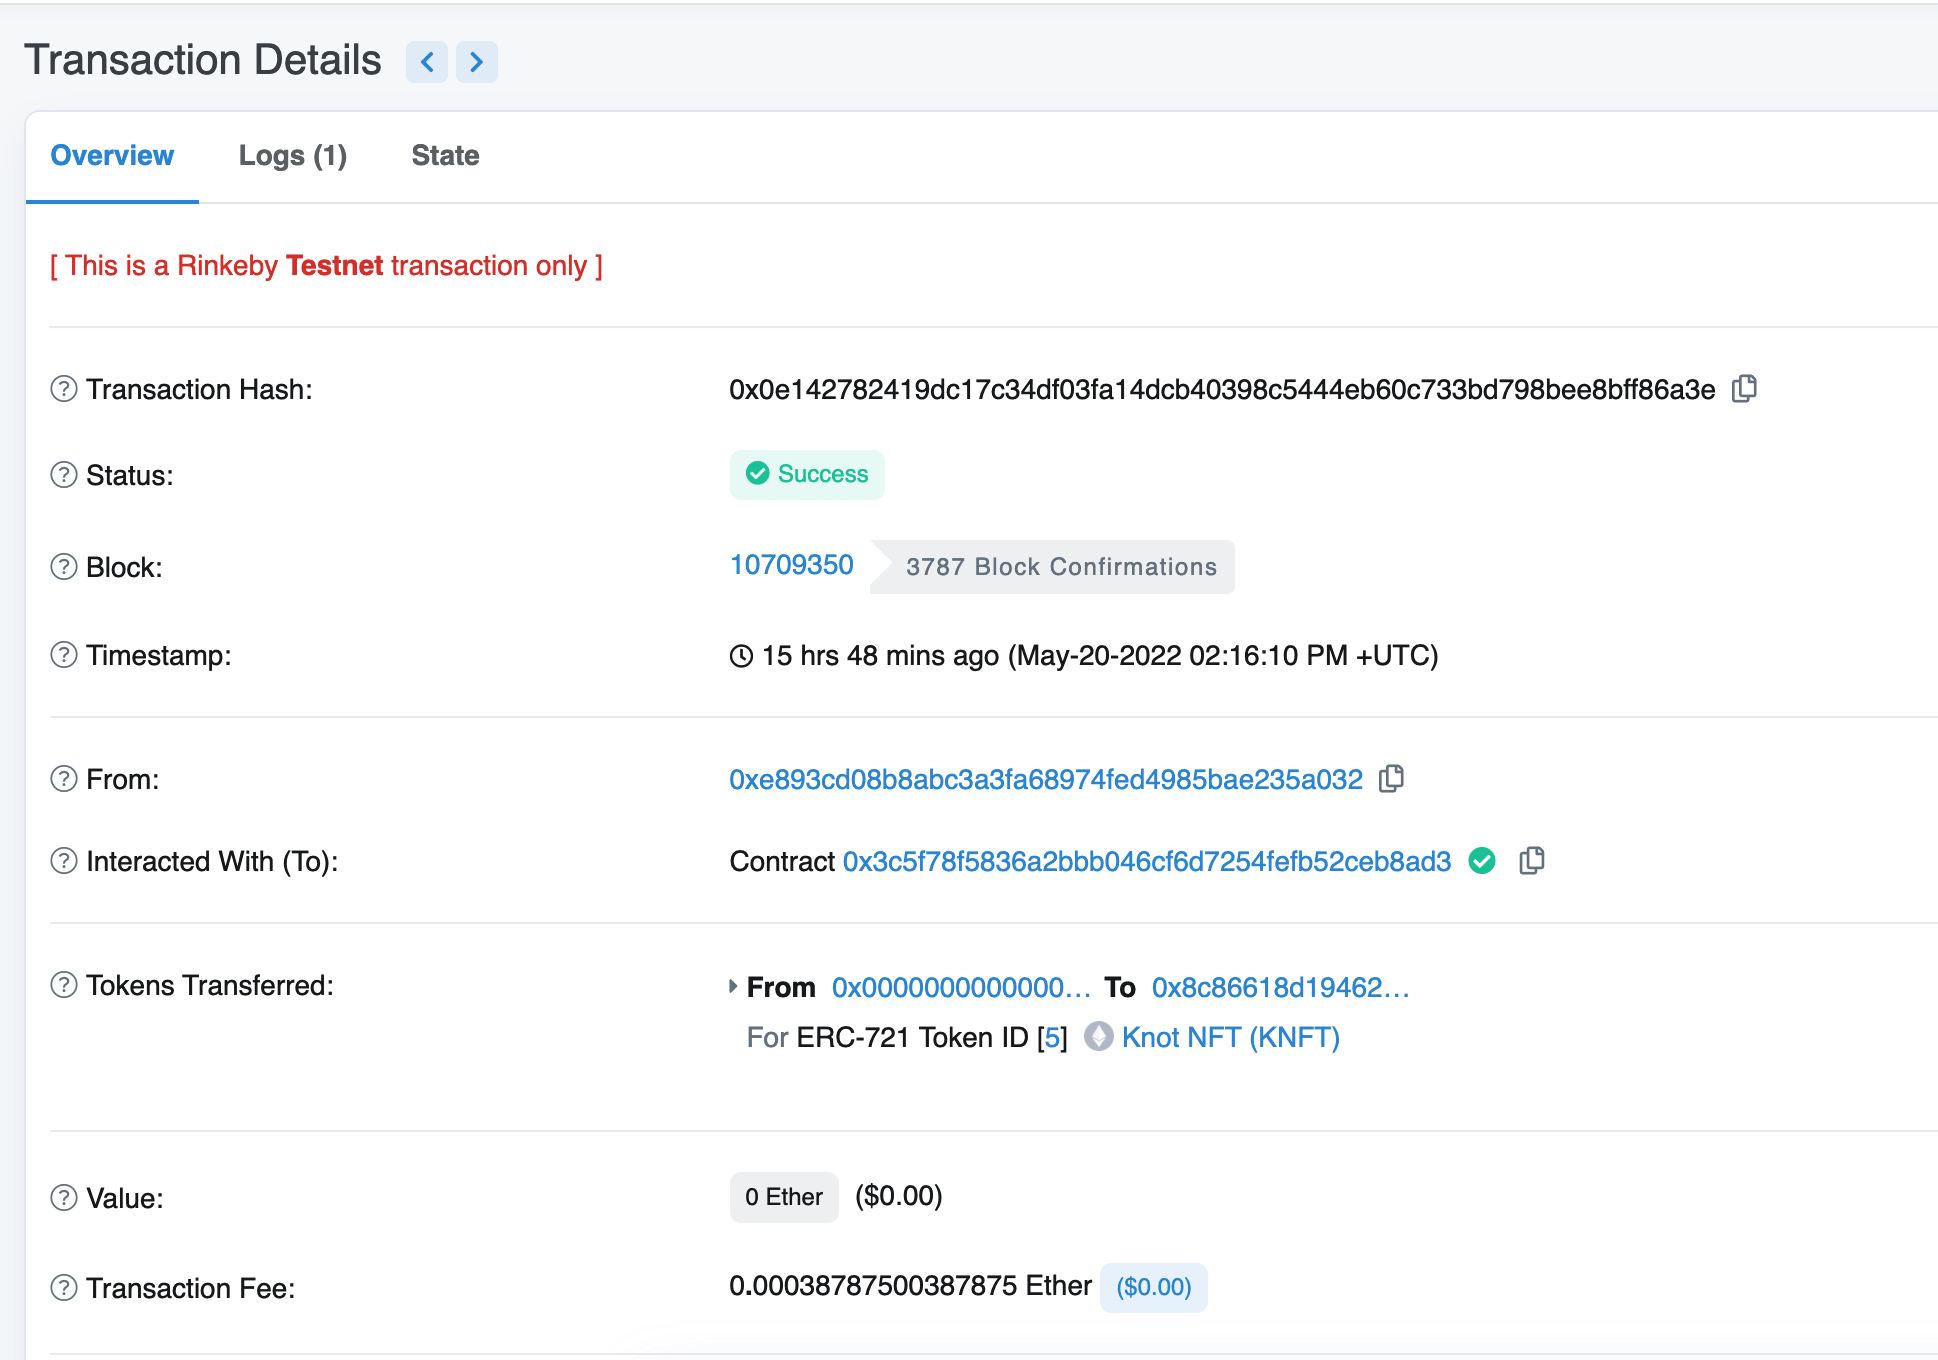 Transaction Details
Overview Logs (1) State
[ This is a Rinkeby Testnet transaction only ]
Transaction Hash: 0x0e142782419dc17c34df03fa14dcb40398c5444eb60c733bd798bee8bff86a3e
Status: Success
Block: 10709350 3787 Block Confirmations
Timestamp: 15 hrs 48 mins ago (May-20-2022 02:16:10 PM +UTC)
From: 0xe893cd08b8abc3a3fa68974fed4985bae235a032
Interacted With (To): Contract 0x3c5f78f5836a2bbb046cf6d7254fefb52ceb8ad3
Tokens Transferred: From 0x0000000000000... To 0x8c86618d19462...
For ERC-721 Token ID [5] Knot NFT (KNFT)
Value: 0 Ether ($0.00)
Transaction Fee: 0.00038787500387875 Ether ($0.00)